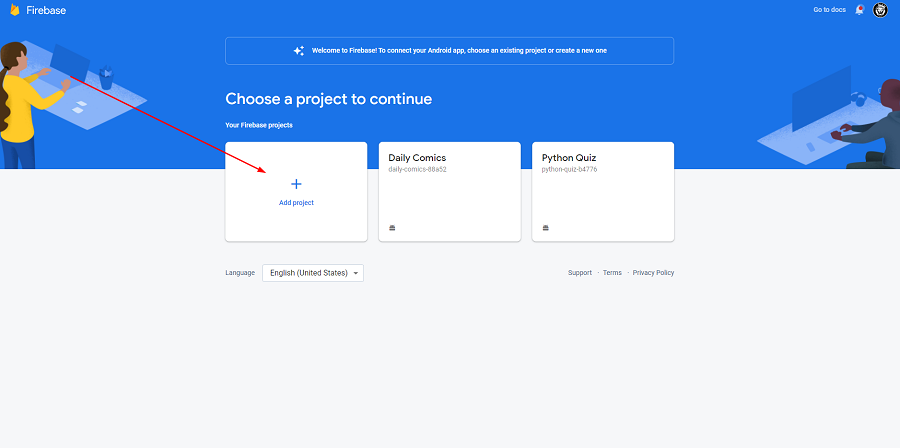 Firebase
Go to docs
Welcome to Firebase! To connect your Android app, choose an existing project or create a new one
Choose a project to continue
Your Firebase projects
Add project
Daily Comics
daily-comics-88a52
Python Quiz
python-quiz-b4776
Language
English (United States)
Support · Terms · Privacy Policy